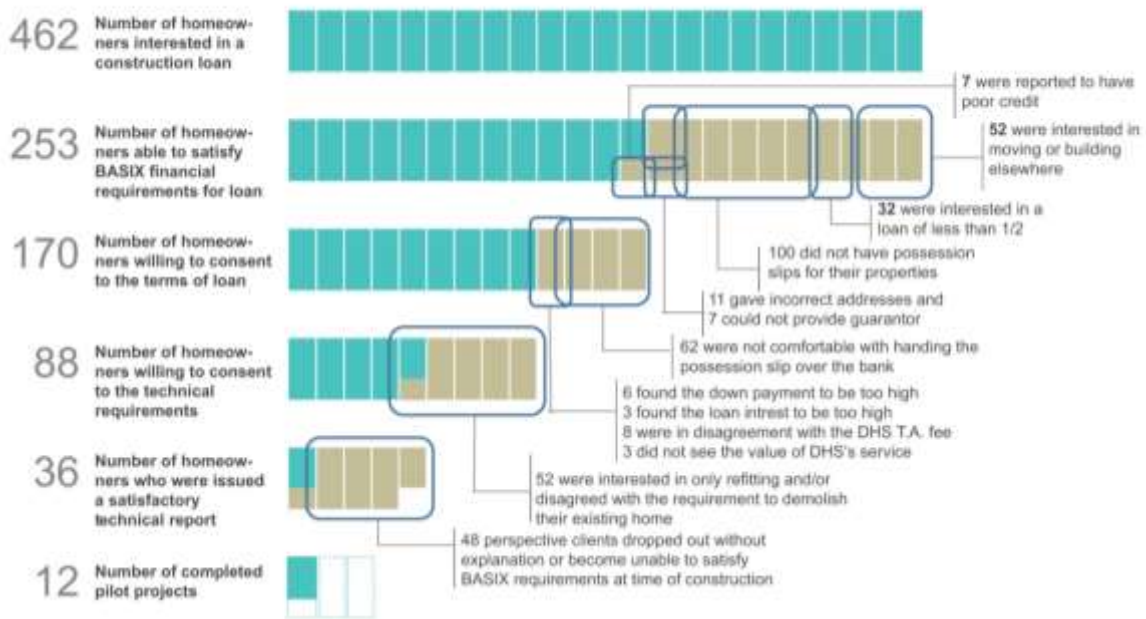 462
Number of homeow-
ners interested in a
construction loan
7 were reported to have
poor credit
253
Number of homeow-
ners able to satisfy
BASIX financial
requirements for loan
52 were interested in
moving or building
elsewhere
32 were interested in a
loan of less than 1/2
100 did not have possession
slips for their properties
11 gave incorrect addresses and
7 could not provide guarantor
170
Number of homeow-
ners willing to consent
to the terms of loan
62 were not comfortable with handing the
possession slip over the bank
6 found the down payment to be too high
3 found the loan intrest to be too high
8 were in disagreement with the DHS T.A. fee
3 did not see the value of DHS's service
88
Number of homeow-
ners willing to consent
to the technical
requirements
52 were interested in only refitting and/or
disagreed with the requirement to demolish
their existing home
36
Number of homeow-
ners who were issued
a satisfactory
technical report
48 perspective clients dropped out without
explanation or become unable to satisfy
BASIX requirements at time of construction
12
Number of completed
pilot projects